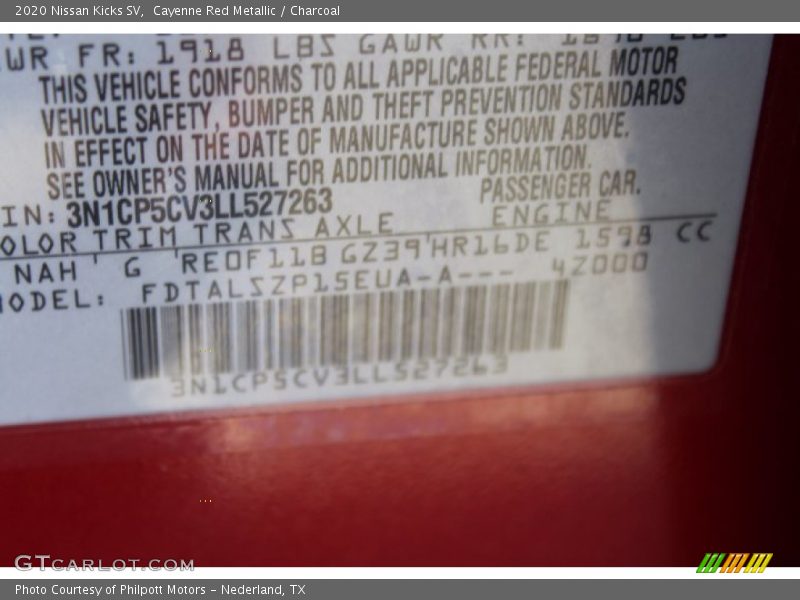 2020 Nissan Kicks SV, Cayenne Red Metallic / Charcoal
WR FR: 1918 LBS GAWR RR:
THIS VEHICLE CONFORMS TO ALL APPLICABLE FEDERAL MOTOR
VEHICLE SAFETY, BUMPER AND THEFT PREVENTION STANDARDS
IN EFFECT ON THE DATE OF MANUFACTURE SHOWN ABOVE.
SEE OWNER'S MANUAL FOR ADDITIONAL INFORMATION.
IN: 3N1CP5CV3LL527263 PASSENGER CAR.
OLOR TRIM TRANS AXLE ENGINE
NAH ' G 'RE0F11B GZ39'HR16DE 1598 CC
ODEL: FDTALSZP15EUA-A--- 4Z000
3N1CP5CV3LL527263
GTCARLOT.COM
Photo Courtesy of Philpott Motors - Nederland, TX